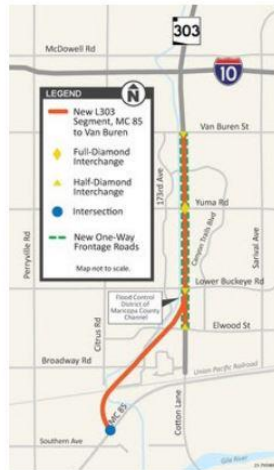 303
McDowell Rd
10
LEGEND
N
New L303
Segment, MC 85
to Van Buren
Full-Diamond
Interchange
Half-Diamond
Interchange
Intersection
New One-Way
Frontage Roads
Map not to scale.
Van Buren St
173rd Ave
Canyon Trails Blvd
Sarival Ave
Perryville Rd
Yuma Rd
Lower Buckeye Rd
Flood Control
District of
Maricopa County
Channel
Citrus Rd
Elwood St
Broadway Rd
Union Pacific Railroad
MC 85
Cotton Lane
Southern Ave
Gila River